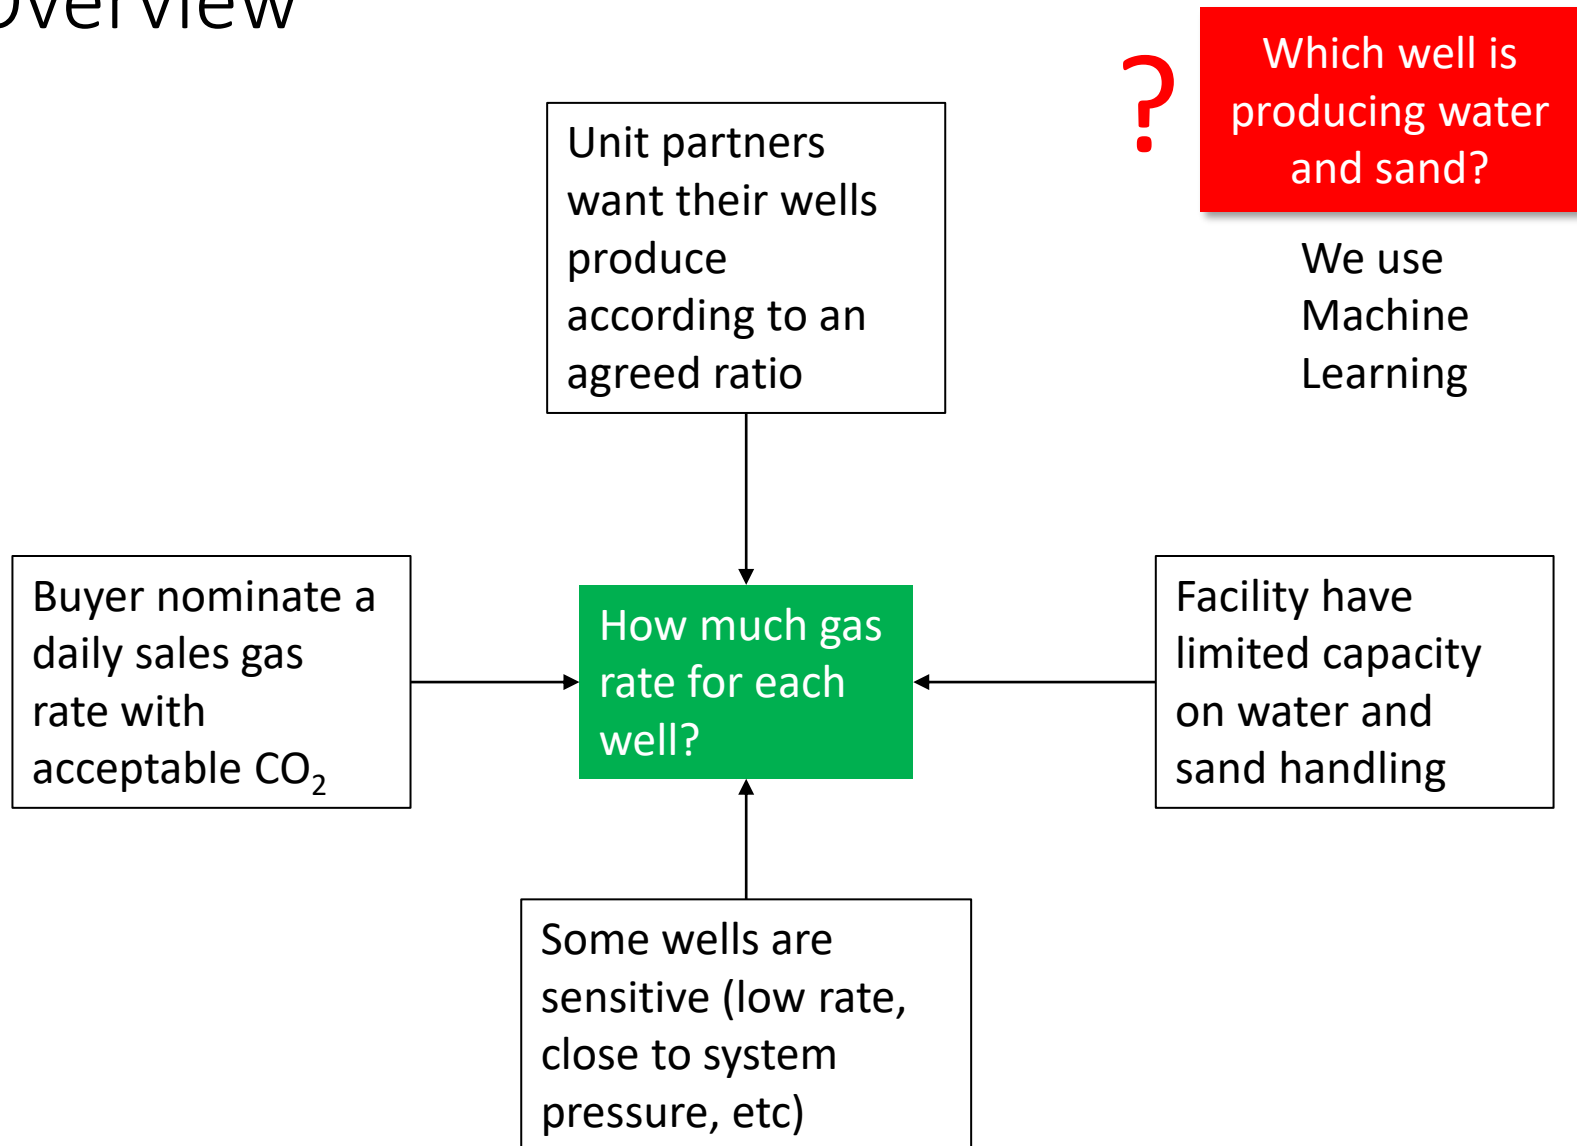 Overview
?
Which well is
producing water
and sand?
We use
Machine
Learning
Unit partners
want their wells
produce
according to an
agreed ratio
Buyer nominate a
daily sales gas
rate with
acceptable CO₂
How much gas
rate for each
well?
Facility have
limited capacity
on water and
sand handling
Some wells are
sensitive (low rate,
close to system
pressure, etc)